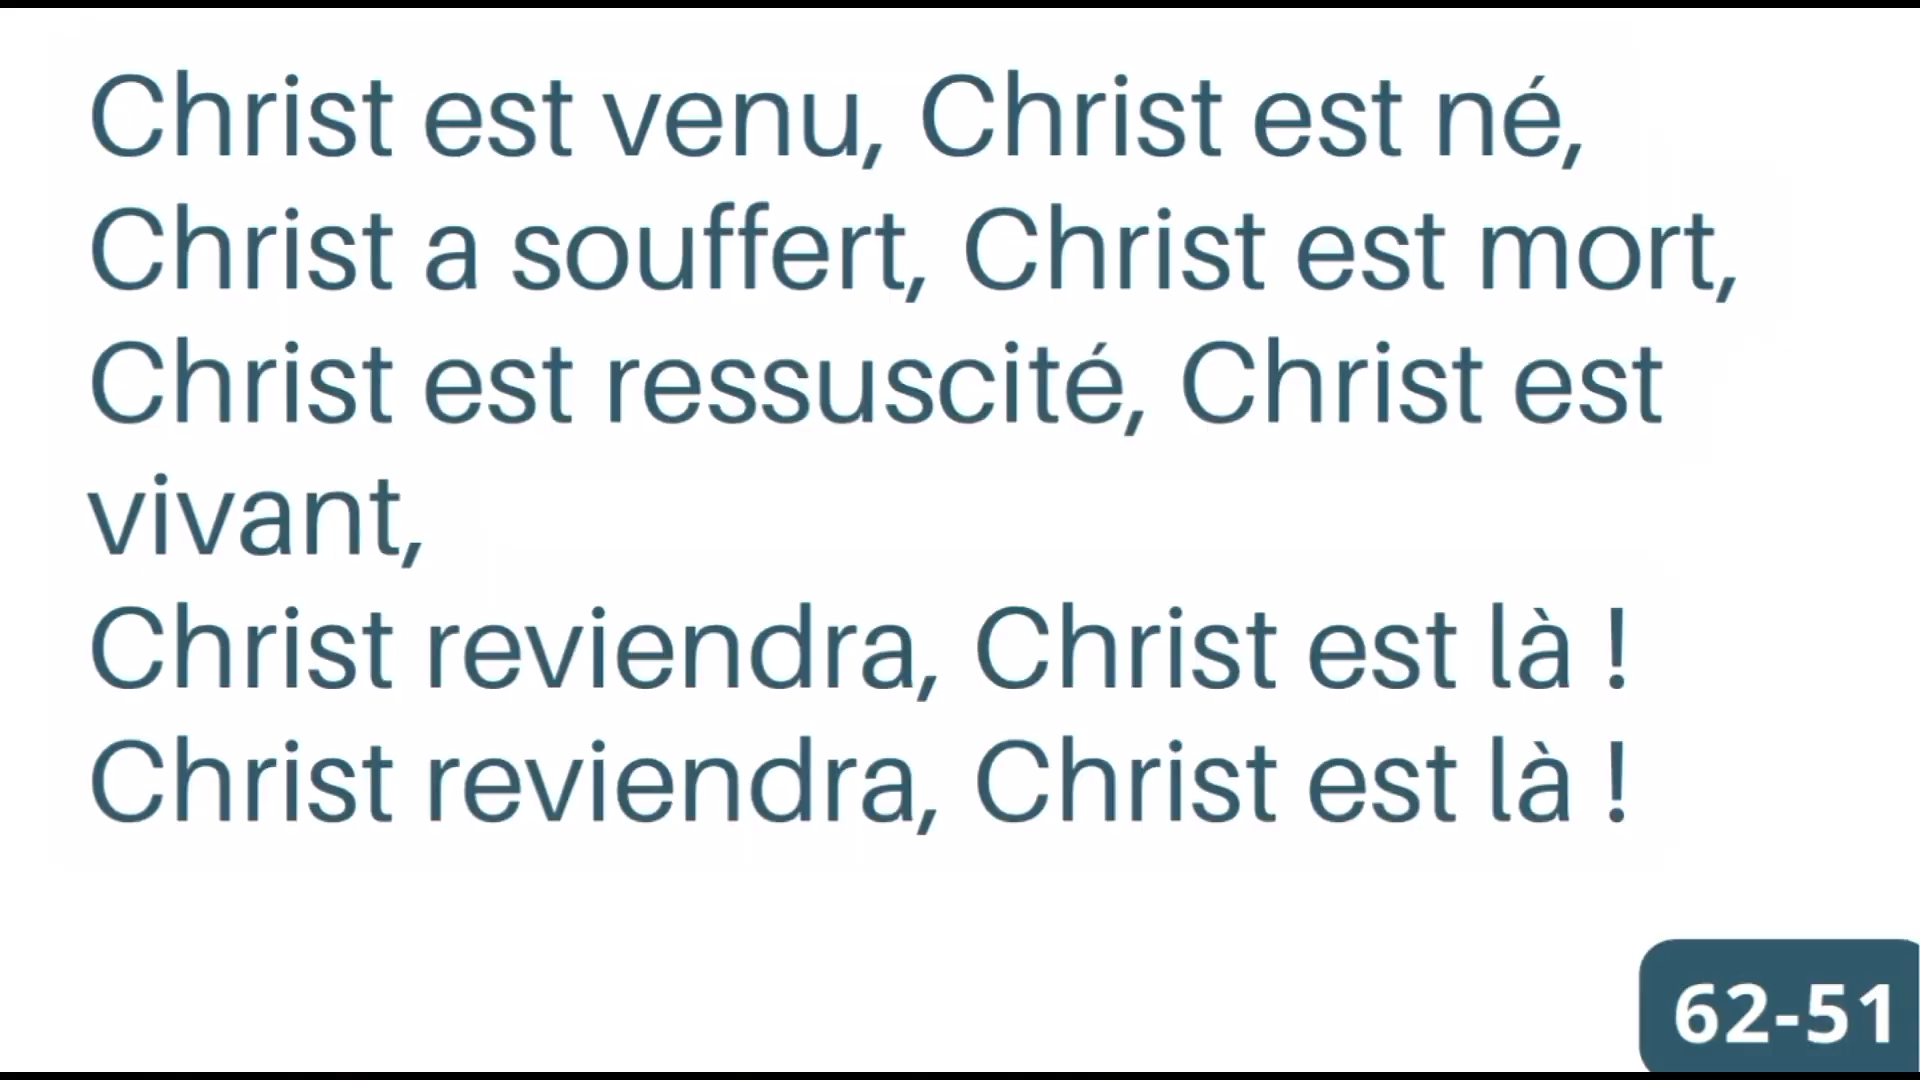 Christ est venu, Christ est né,
Christ a souffert, Christ est mort,
Christ est ressuscité, Christ est
vivant,
Christ reviendra, Christ est là !
Christ reviendra, Christ est là !
62-51